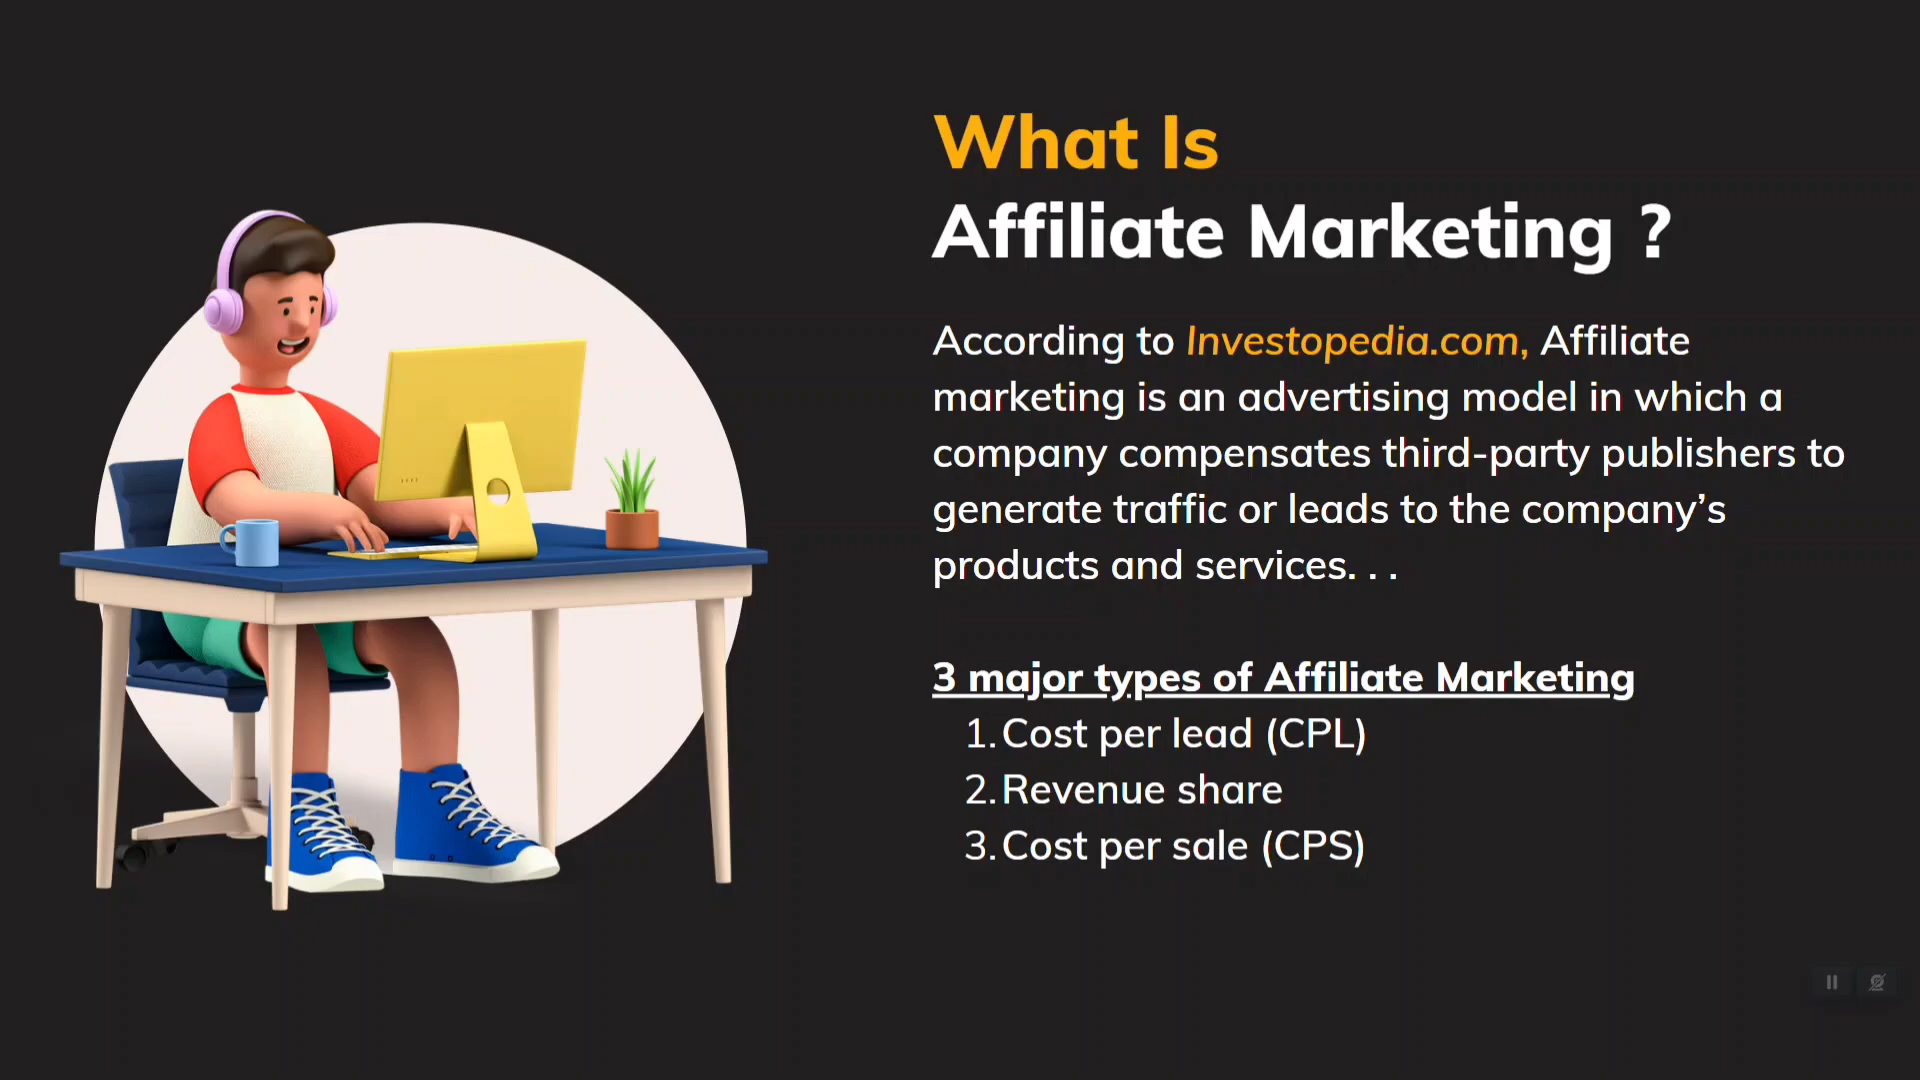 What Is
Affiliate Marketing ?
According to Investopedia.com, Affiliate
marketing is an advertising model in which a
company compensates third-party publishers to
generate traffic or leads to the company’s
products and services. . .
3 major types of Affiliate Marketing
1. Cost per lead (CPL)
2. Revenue share
3. Cost per sale (CPS)